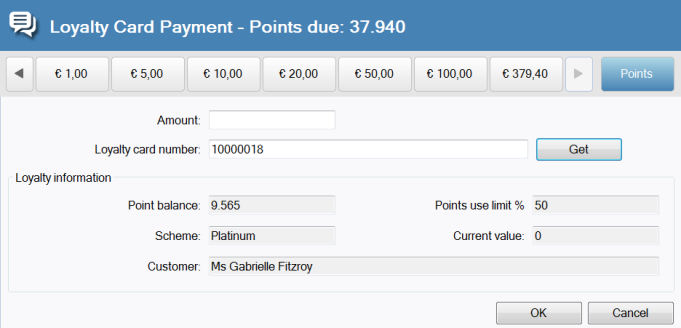 Loyalty Card Payment - Points due: 37.940
€ 1,00 € 5,00 € 10,00 € 20,00 € 50,00 € 100,00 € 379,40 Points
Amount:
Loyalty card number: 10000018 Get
Loyalty information
Point balance: 9.565 Points use limit % 50
Scheme: Platinum Current value: 0
Customer: Ms Gabrielle Fitzroy
OK Cancel